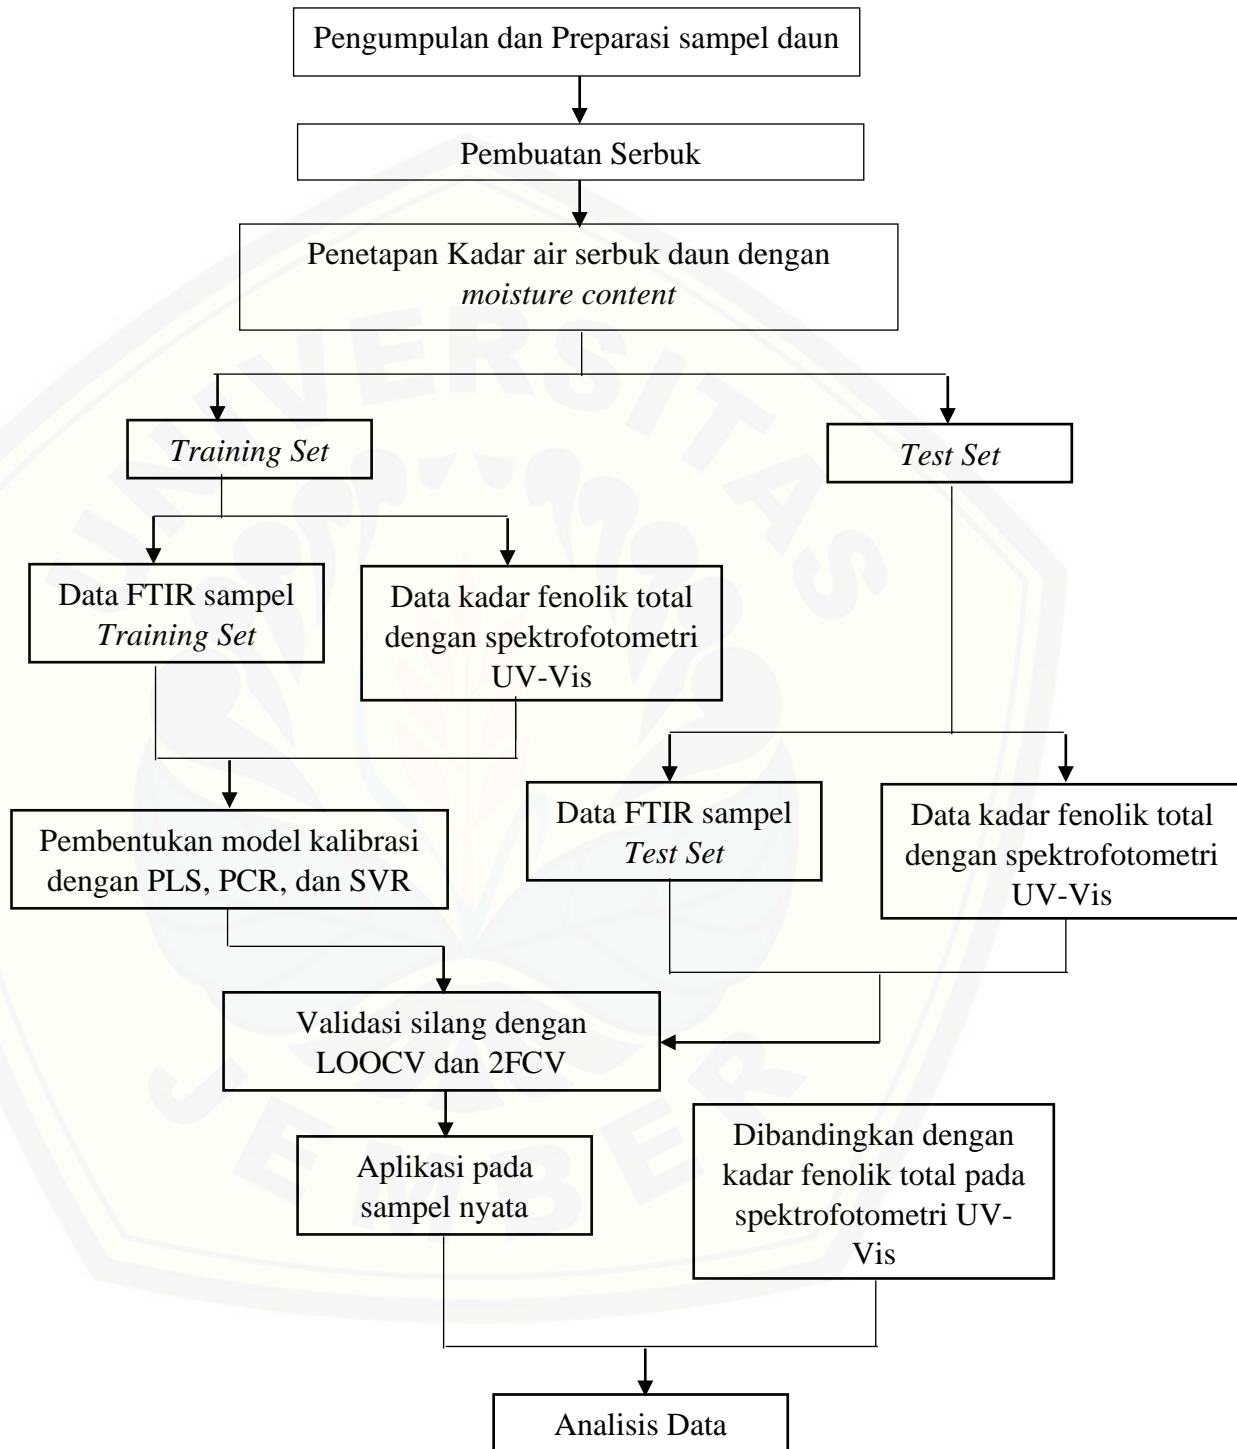 Pengumpulan dan Preparasi sampel daun
Pembuatan Serbuk
Penetapan Kadar air serbuk daun dengan
moisture content
Training Set
Test Set
Data FTIR sampel
Training Set
Data kadar fenolik total
dengan spektrofotometri
UV-Vis
Data FTIR sampel
Test Set
Data kadar fenolik total
dengan spektrofotometri
UV-Vis
Pembentukan model kalibrasi
dengan PLS, PCR, dan SVR
Validasi silang dengan
LOOCV dan 2FCV
Aplikasi pada
sampel nyata
Dibandingkan dengan
kadar fenolik total pada
spektrofotometri UV-
Vis
Analisis Data
UNIVERSITAS
JEMBER